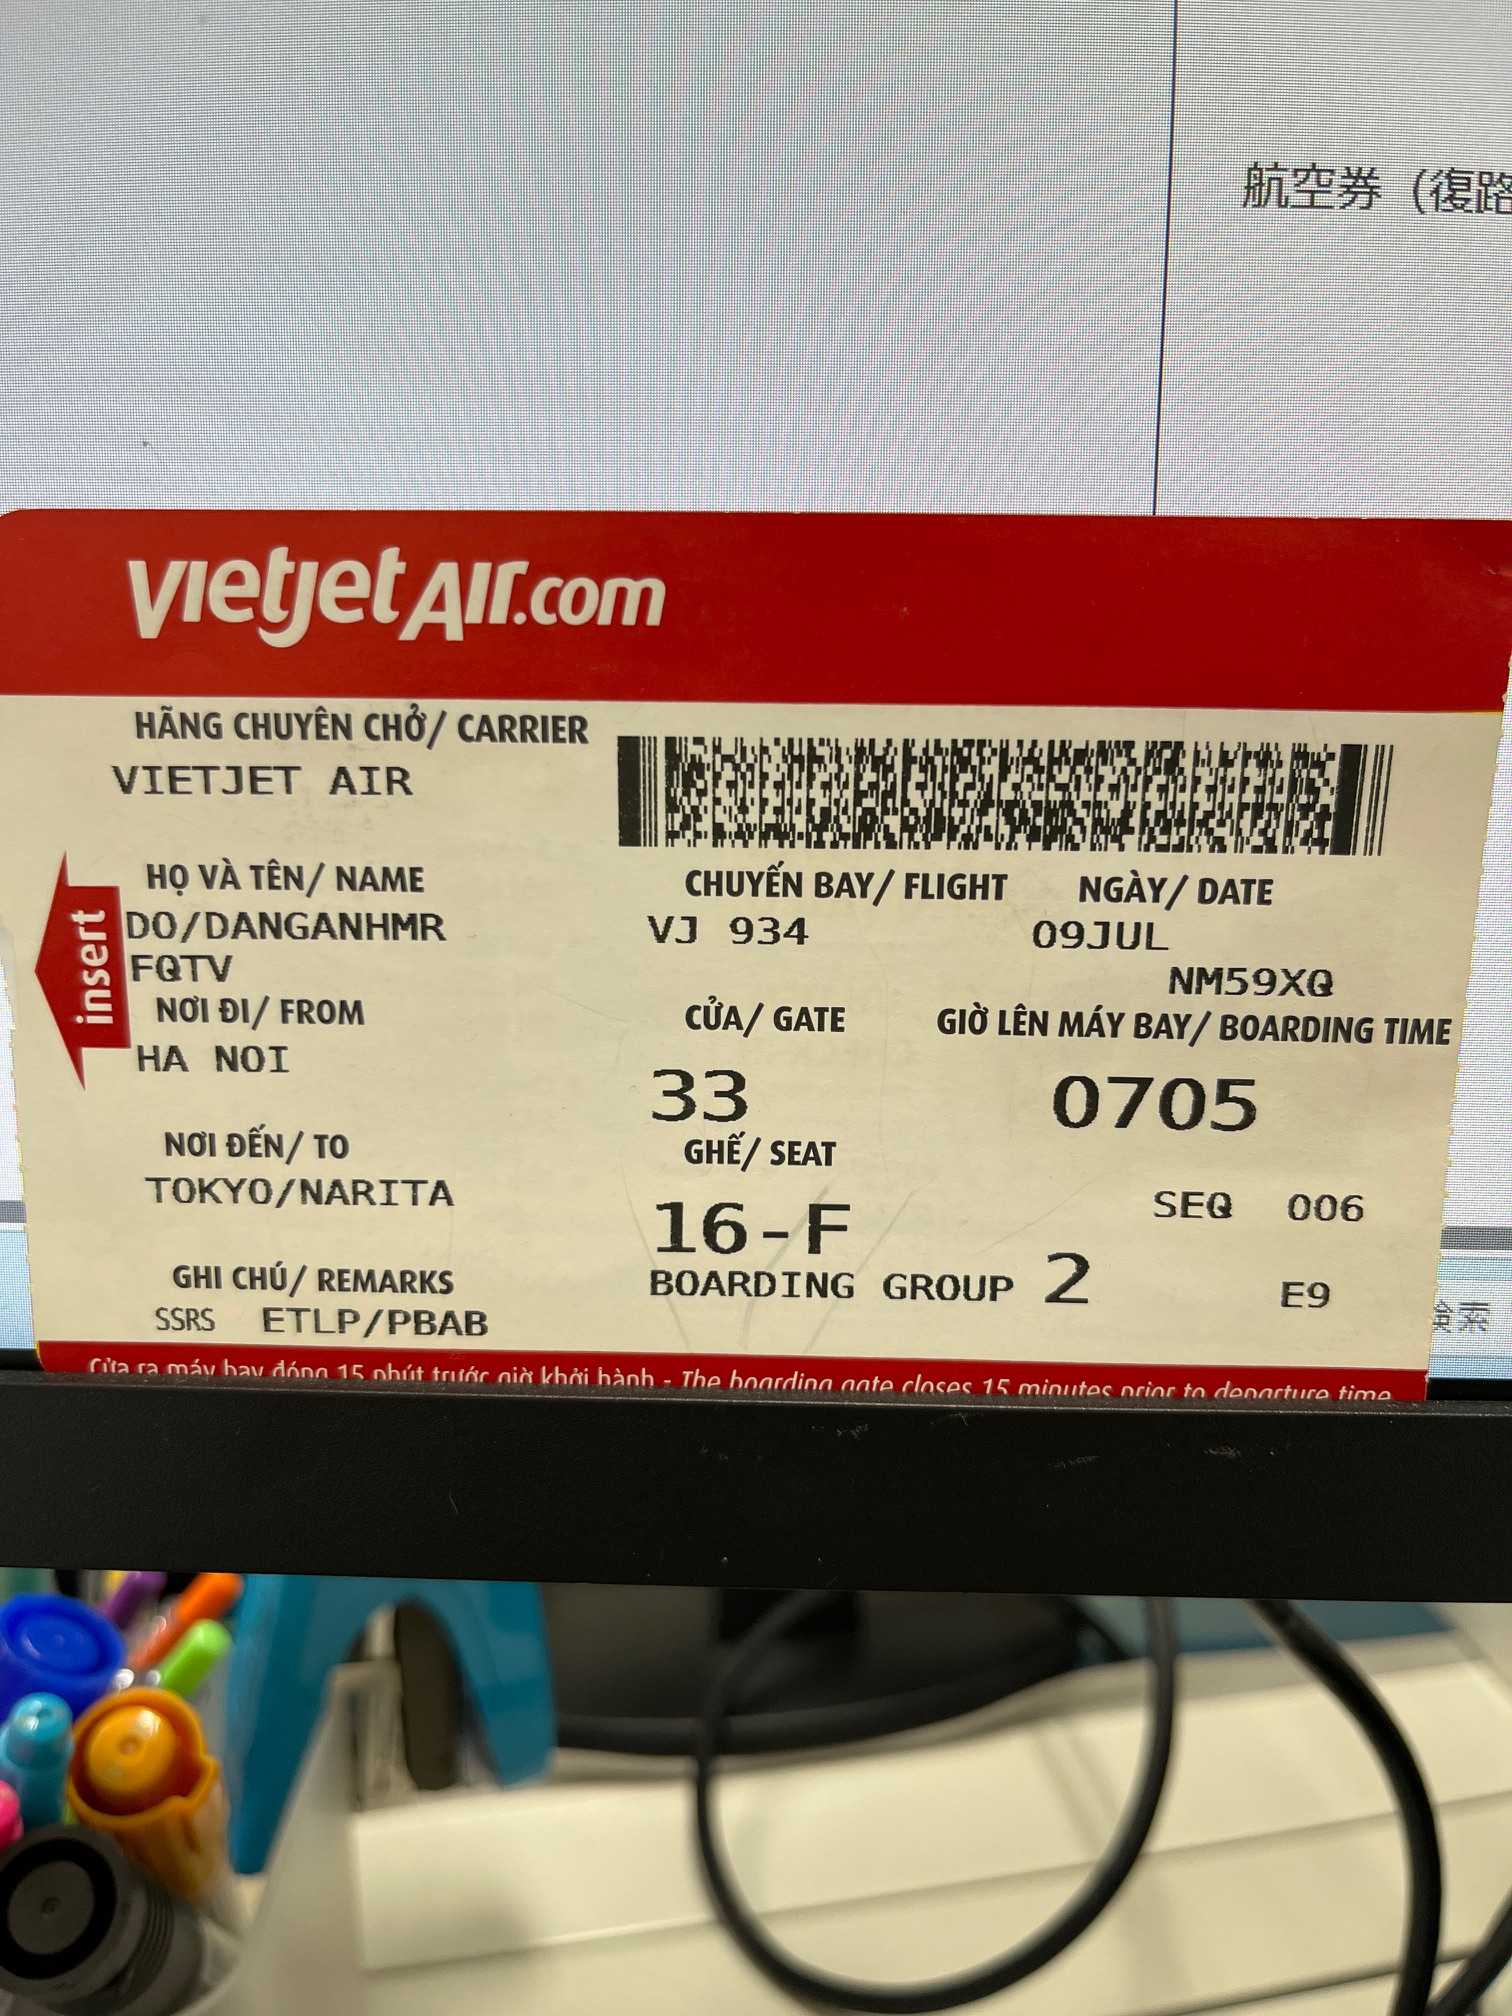 航空券（復路
vietjetAir.com
HÃNG CHUYÊN CHỞ/ CARRIER
VIETJET AIR
HỌ VÀ TÊN/ NAME
CHUYẾN BAY/ FLIGHT
NGÀY/ DATE
DO/DANGANHMR
VJ 934
09JUL
FQTV
NM59XQ
insert
NƠI ĐI/ FROM
CỬA/ GATE
GIỜ LÊN MÁY BAY/ BOARDING TIME
HA NOI
33
0705
NƠI ĐẾN/ TO
GHẾ/ SEAT
TOKYO/NARITA
16-F
SEQ 006
GHI CHÚ/ REMARKS
BOARDING GROUP 2
E9
SSRS ETLP/PBAB
検索
Cửa ra máy bay đóng 15 phút trước giờ khởi hành - The boarding gate closes 15 minutes prior to departure time